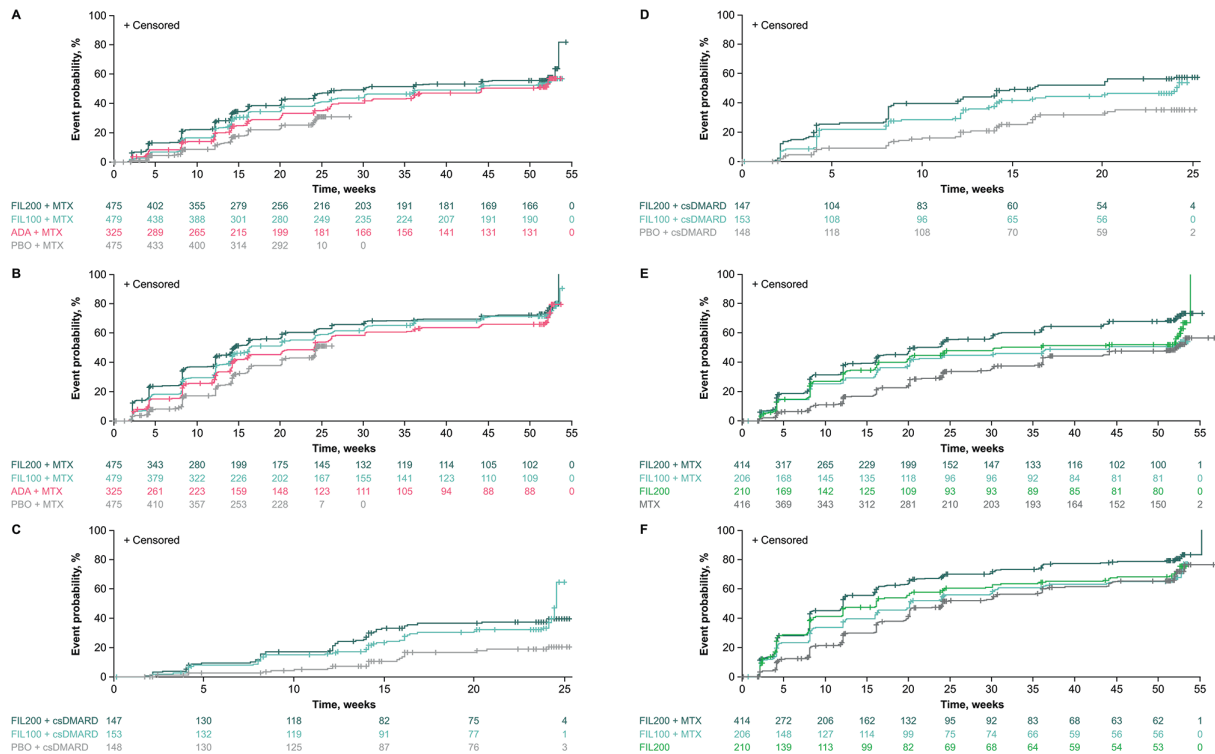 A
+ Censored
Event probability, %
100
80
60
40
20
0
0 5 10 15 20 25 30 35 40 45 50 55
Time, weeks
FIL200 + MTX 475 402 355 279 256 216 203 191 181 169 166 0
FIL100 + MTX 479 438 388 301 280 249 235 224 207 191 190 0
ADA + MTX 325 289 265 215 199 181 166 156 141 131 131 0
PBO + MTX 475 433 400 314 292 10 0
B
+ Censored
Event probability, %
100
80
60
40
20
0
0 5 10 15 20 25 30 35 40 45 50 55
Time, weeks
FIL200 + MTX 475 343 280 199 175 145 132 119 114 105 102 0
FIL100 + MTX 479 379 322 226 202 167 155 141 123 110 109 0
ADA + MTX 325 261 223 159 148 123 111 105 94 88 88 0
PBO + MTX 475 410 357 253 228 7 0
C
+ Censored
Event probability, %
100
80
60
40
20
0
0 5 10 15 20 25
Time, weeks
FIL200 + csDMARD 147 130 118 82 75 4
FIL100 + csDMARD 153 132 119 91 77 1
PBO + csDMARD 148 130 125 87 76 3
D
+ Censored
Event probability, %
100
80
60
40
20
0
0 5 10 15 20 25
Time, weeks
FIL200 + csDMARD 147 104 83 60 54 4
FIL100 + csDMARD 153 108 96 65 56 0
PBO + csDMARD 148 118 108 70 59 2
E
+ Censored
Event probability, %
100
80
60
40
20
0
0 5 10 15 20 25 30 35 40 45 50 55
Time, weeks
FIL200 + MTX 414 317 265 229 199 152 147 133 116 102 100 1
FIL100 + MTX 206 168 145 135 118 96 96 92 84 81 81 0
FIL200 210 169 142 125 109 93 93 89 85 81 80 0
MTX 416 369 343 312 281 210 203 193 164 152 150 2
F
+ Censored
Event probability, %
100
80
60
40
20
0
0 5 10 15 20 25 30 35 40 45 50 55
Time, weeks
FIL200 + MTX 414 272 206 162 132 95 92 83 68 63 62 1
FIL100 + MTX 206 148 127 114 99 75 74 66 59 56 56 0
FIL200 210 139 113 99 82 69 68 64 59 54 53 0